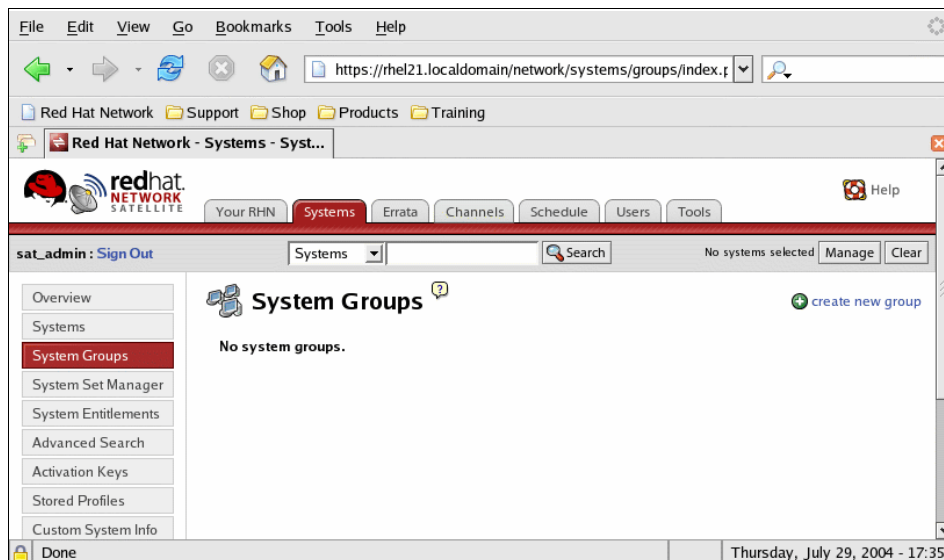 File Edit View Go Bookmarks Tools Help
https://rhel21.localdomain/network/systems/groups/index.p
Red Hat Network Support Shop Products Training
Red Hat Network - Systems - Syst...
redhat.
NETWORK
SATELLITE
Help
Your RHN Systems Errata Channels Schedule Users Tools
sat_admin : Sign Out Systems Search No systems selected Manage Clear
Overview
System Groups ? create new group
Systems
No system groups.
System Groups
System Set Manager
System Entitlements
Advanced Search
Activation Keys
Stored Profiles
Custom System Info
Done Thursday, July 29, 2004 - 17:35